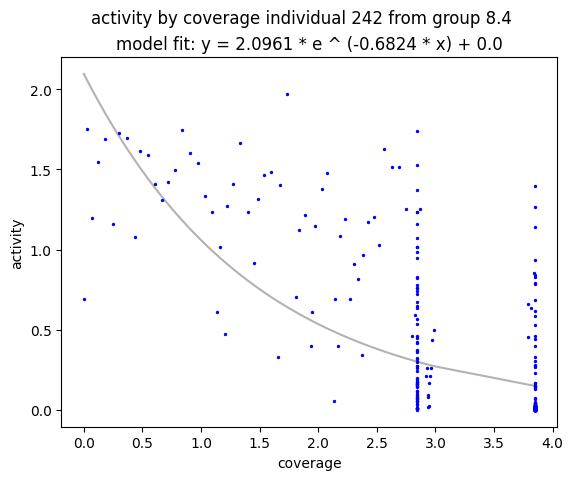 activity by coverage individual 242 from group 8.4
model fit: y = 2.0961 * e ^ (-0.6824 * x) + 0.0
2.0
1.5
1.0
0.5
0.0
activity
0.0 0.5 1.0 1.5 2.0 2.5 3.0 3.5 4.0
coverage